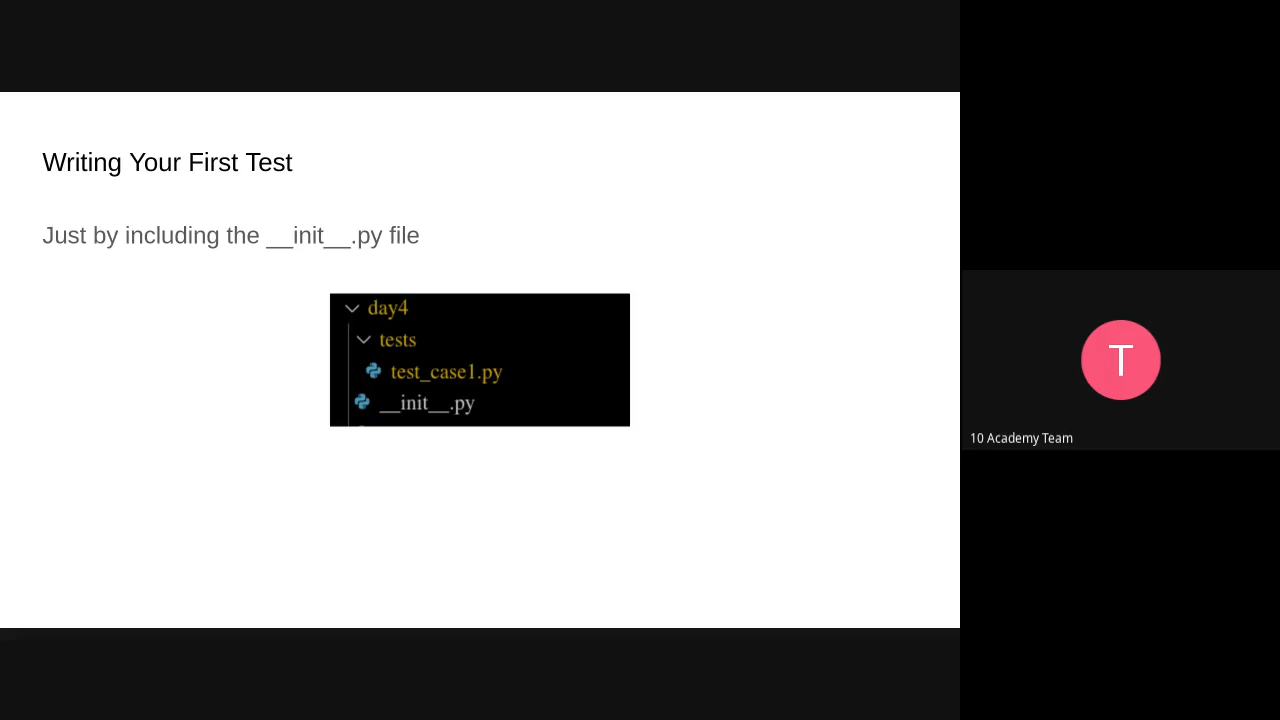 Writing Your First Test
Just by including the __init__.py file
day4
tests
test_case1.py
__init__.py
T
10 Academy Team